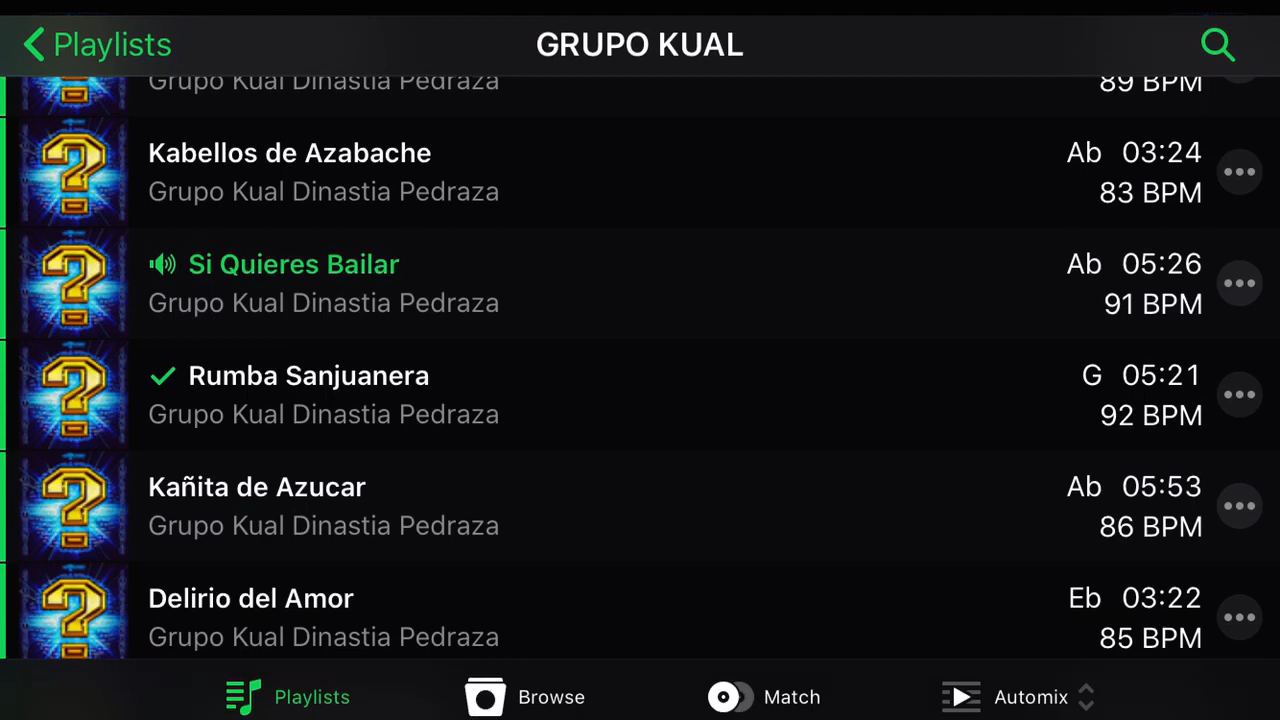 Playlists
GRUPO KUAL
Grupo Kual Dinastia Pedraza
89 BPM
Kabellos de Azabache
Ab 03:24
Grupo Kual Dinastia Pedraza
83 BPM
Si Quieres Bailar
Ab 05:26
Grupo Kual Dinastia Pedraza
91 BPM
Rumba Sanjuanera
G 05:21
Grupo Kual Dinastia Pedraza
92 BPM
Kañita de Azucar
Ab 05:53
Grupo Kual Dinastia Pedraza
86 BPM
Delirio del Amor
Eb 03:22
Grupo Kual Dinastia Pedraza
85 BPM
Playlists
Browse
Match
Automix